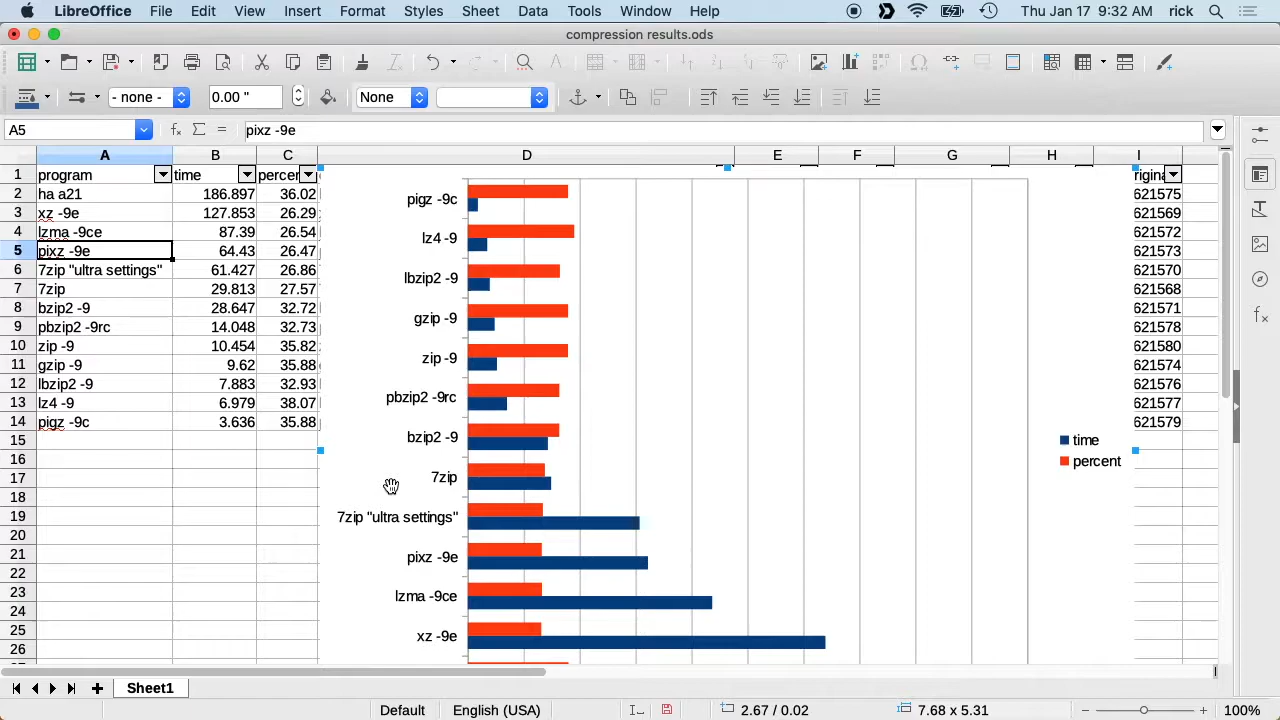 LibreOffice File Edit View Insert Format Styles Sheet Data Tools Window Help Thu Jan 17 9:32 AM rick
compression results.ods
- none - 0.00 " None
A5 fx Σ = pixz -9e
A B C D E F G H I
1 program time percen rigina
2 ha a21 186.897 36.02 621575
3 xz -9e 127.853 26.29 621569
4 lzma -9ce 87.39 26.54 621572
5 pixz -9e 64.43 26.47 621573
6 7zip "ultra settings" 61.427 26.86 621570
7 7zip 29.813 27.57 621568
8 bzip2 -9 28.647 32.72 621571
9 pbzip2 -9rc 14.048 32.73 621578
10 zip -9 10.454 35.82 621580
11 gzip -9 9.62 35.88 621574
12 lbzip2 -9 7.883 32.93 621576
13 lz4 -9 6.979 38.07 621577
14 pigz -9c 3.636 35.88 621579
15
16
17
18
19
20
21
22
23
24
25
26
pigz -9c
lz4 -9
lbzip2 -9
gzip -9
zip -9
pbzip2 -9rc
bzip2 -9
7zip
7zip "ultra settings"
pixz -9e
lzma -9ce
xz -9e
time
percent
Sheet1
Default English (USA) 2.67 / 0.02 7.68 x 5.31 100%